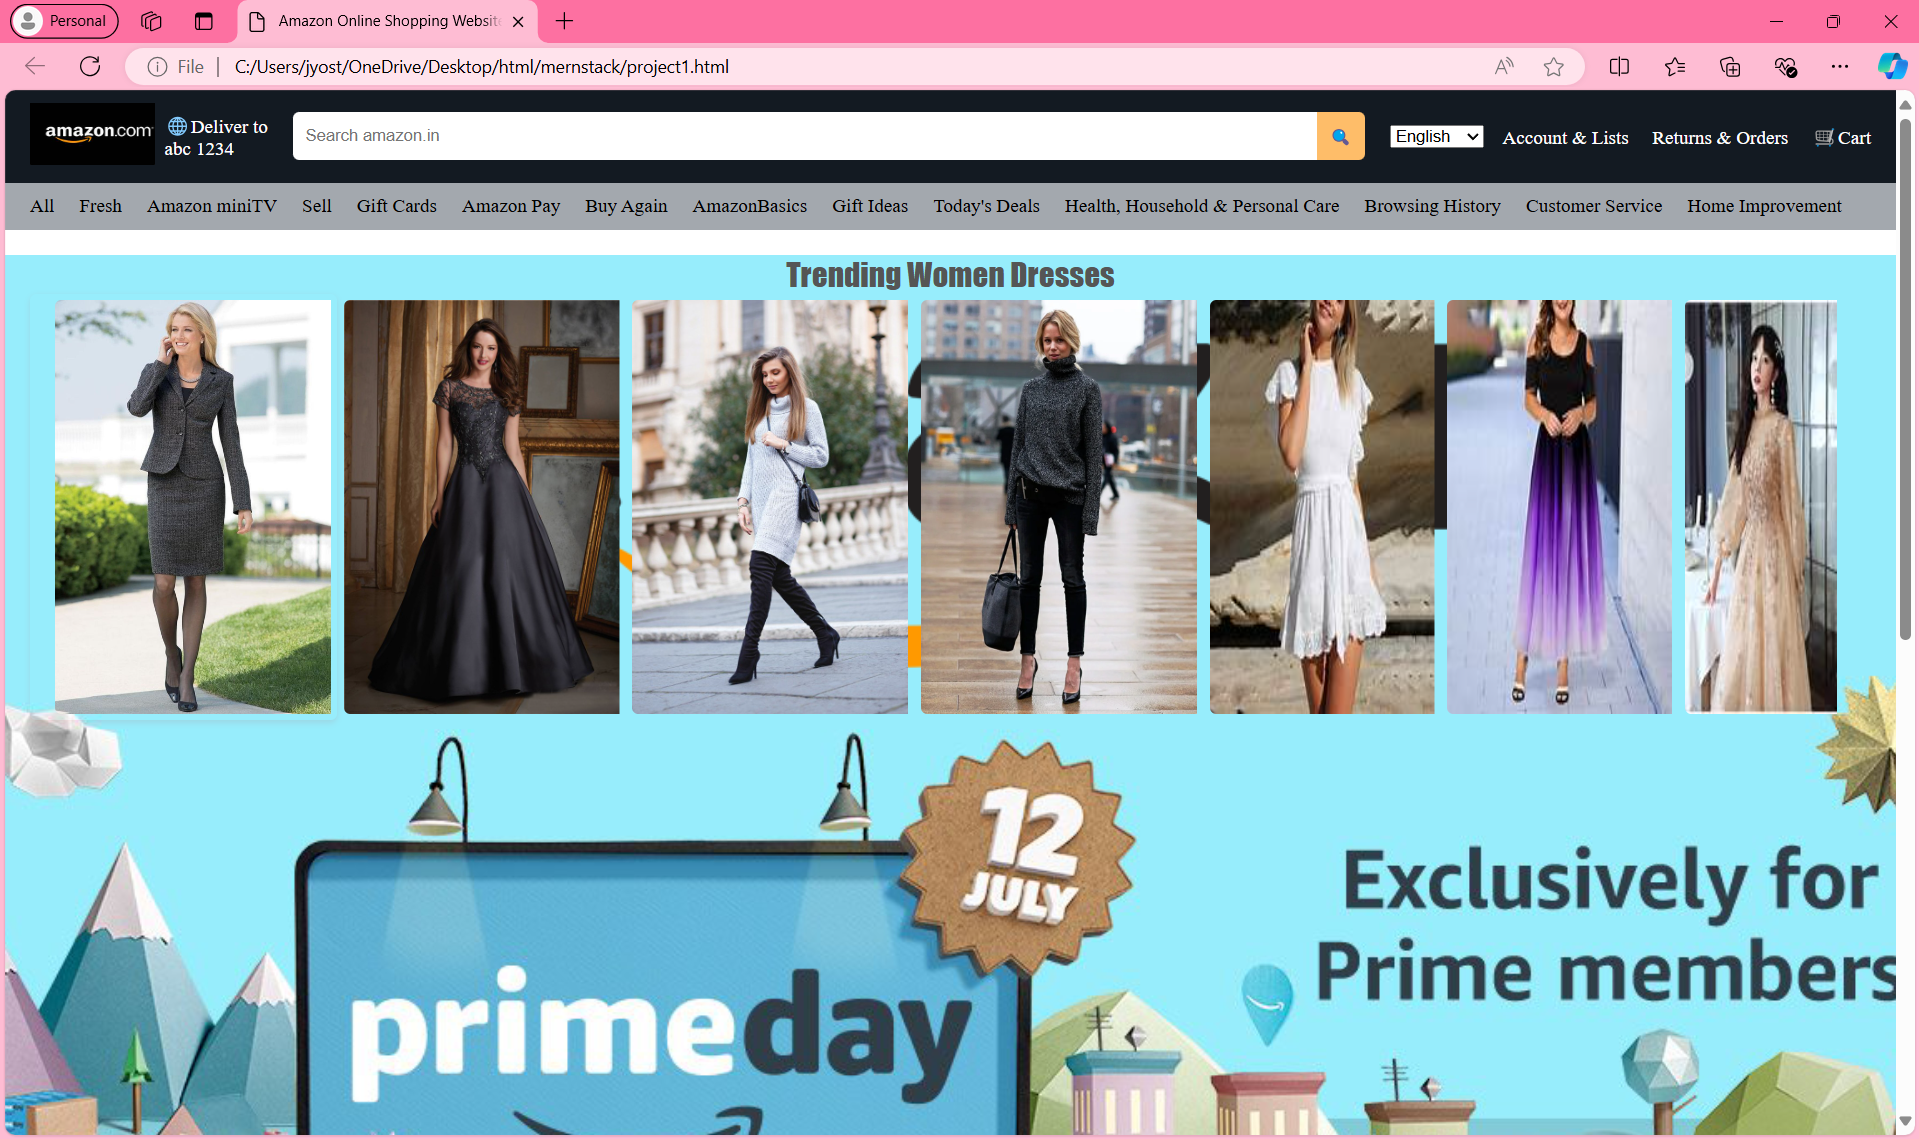 Personal
Amazon Online Shopping Website
File
C:/Users/jyost/OneDrive/Desktop/html/mernstack/project1.html
amazon.com
Deliver to
abc 1234
Search amazon.in
English
Account & Lists
Returns & Orders
Cart
All Fresh Amazon miniTV Sell Gift Cards Amazon Pay Buy Again AmazonBasics Gift Ideas Today's Deals Health, Household & Personal Care Browsing History Customer Service Home Improvement
Trending Women Dresses
12
JULY
Exclusively for
Prime members
primeday